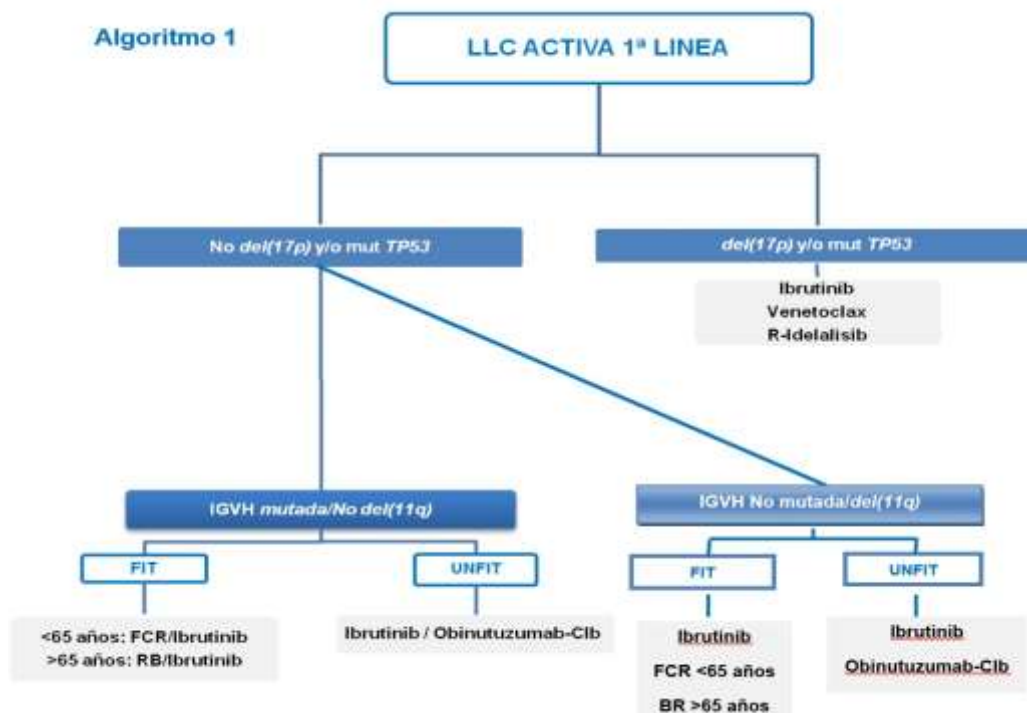 Algoritmo 1
LLC ACTIVA 1ª LINEA
No del(17p) y/o mut TP53
del(17p) y/o mut TP53
Ibrutinib
Venetoclax
R-Idelalisib
IGVH mutada/No del(11q)
IGVH No mutada/del(11q)
FIT
UNFIT
FIT
UNFIT
<65 años: FCR/Ibrutinib
>65 años: RB/Ibrutinib
Ibrutinib / Obinutuzumab-Clb
Ibrutinib
FCR <65 años
BR >65 años
Ibrutinib
Obinutuzumab-Clb